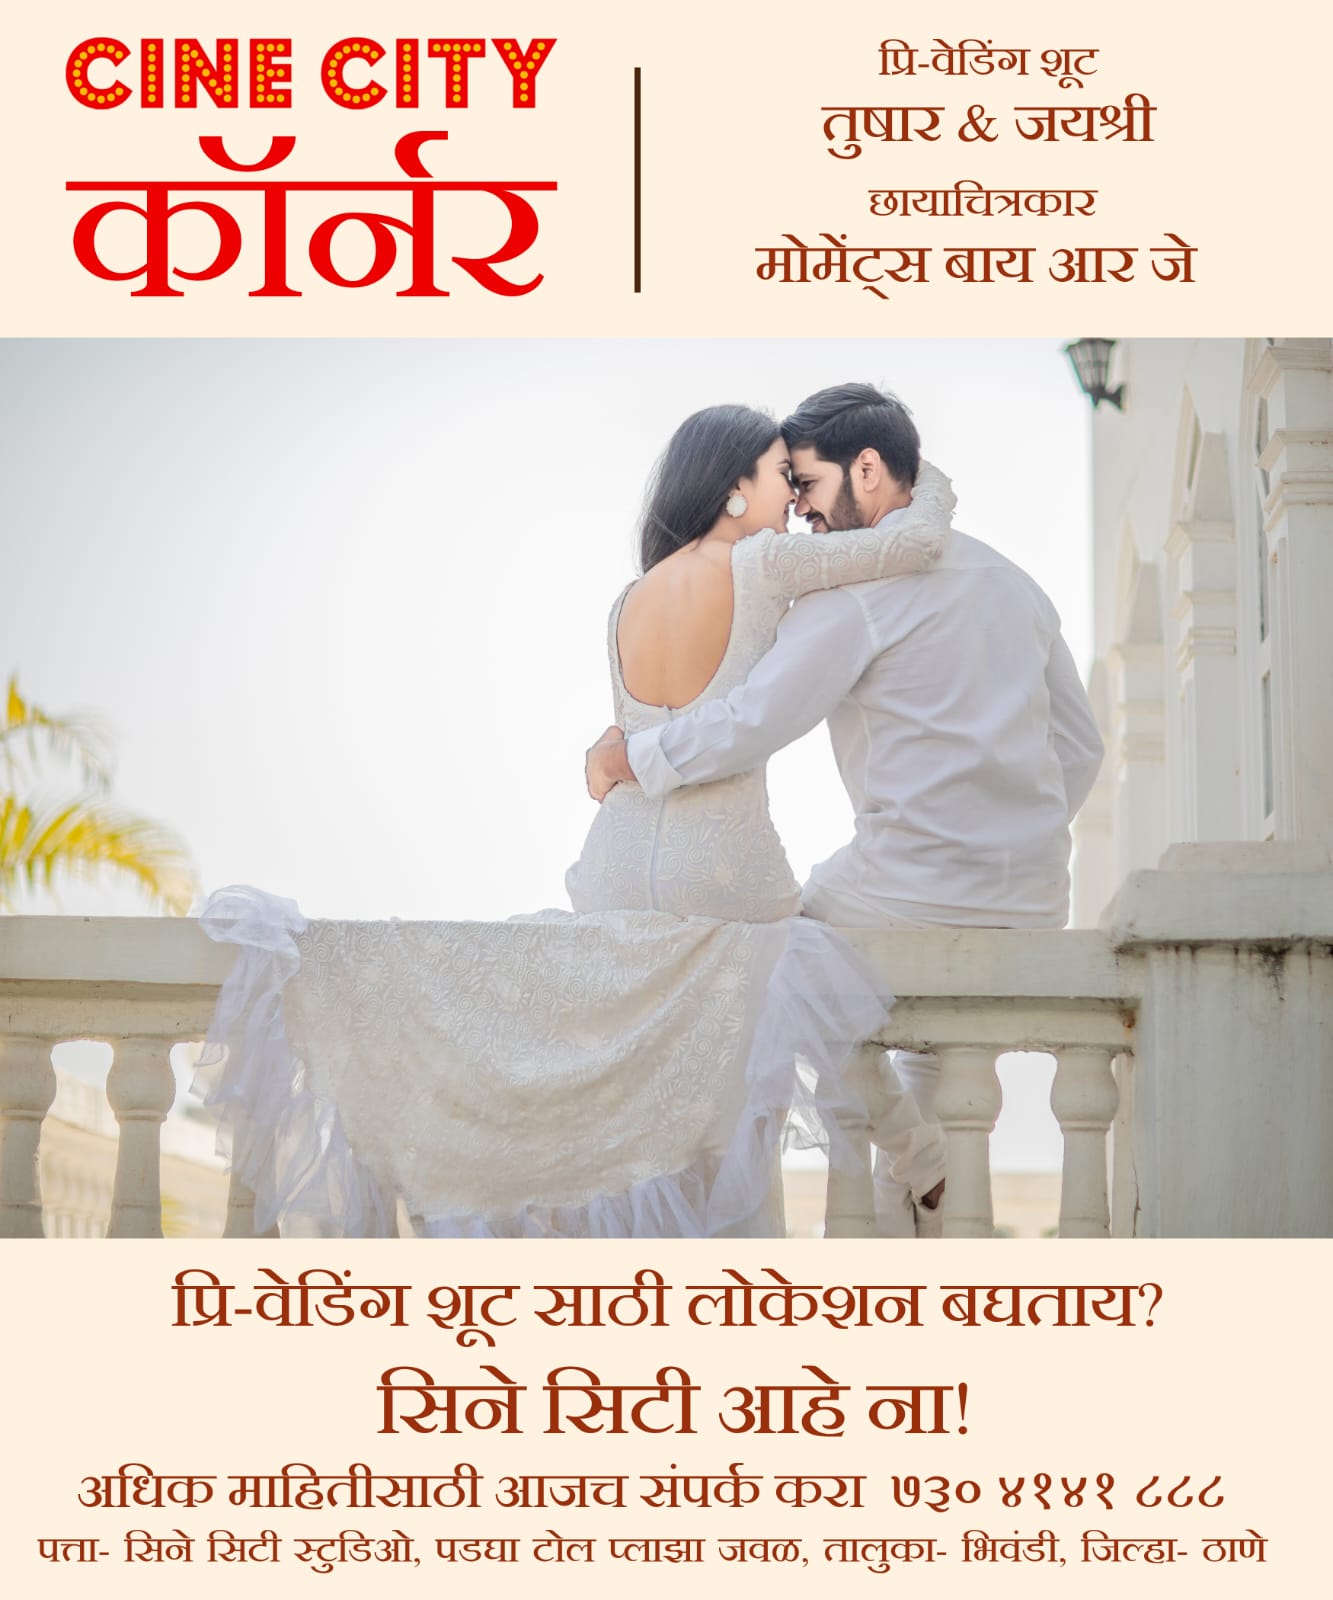 CINE CITY
कॉर्नर
प्रि-वेडिंग शूट
तुषार & जयश्री
छायाचित्रकार
मोमेंट्स बाय आर जे
प्रि-वेडिंग शूट साठी लोकेशन बघताय?
सिने सिटी आहे ना!
अधिक माहितीसाठी आजच संपर्क करा ७३० ४१४१ ८८८
पत्ता- सिने सिटी स्टुडिओ, पडघा टोल प्लाझा जवळ, तालुका- भिवंडी, जिल्हा- ठाणे